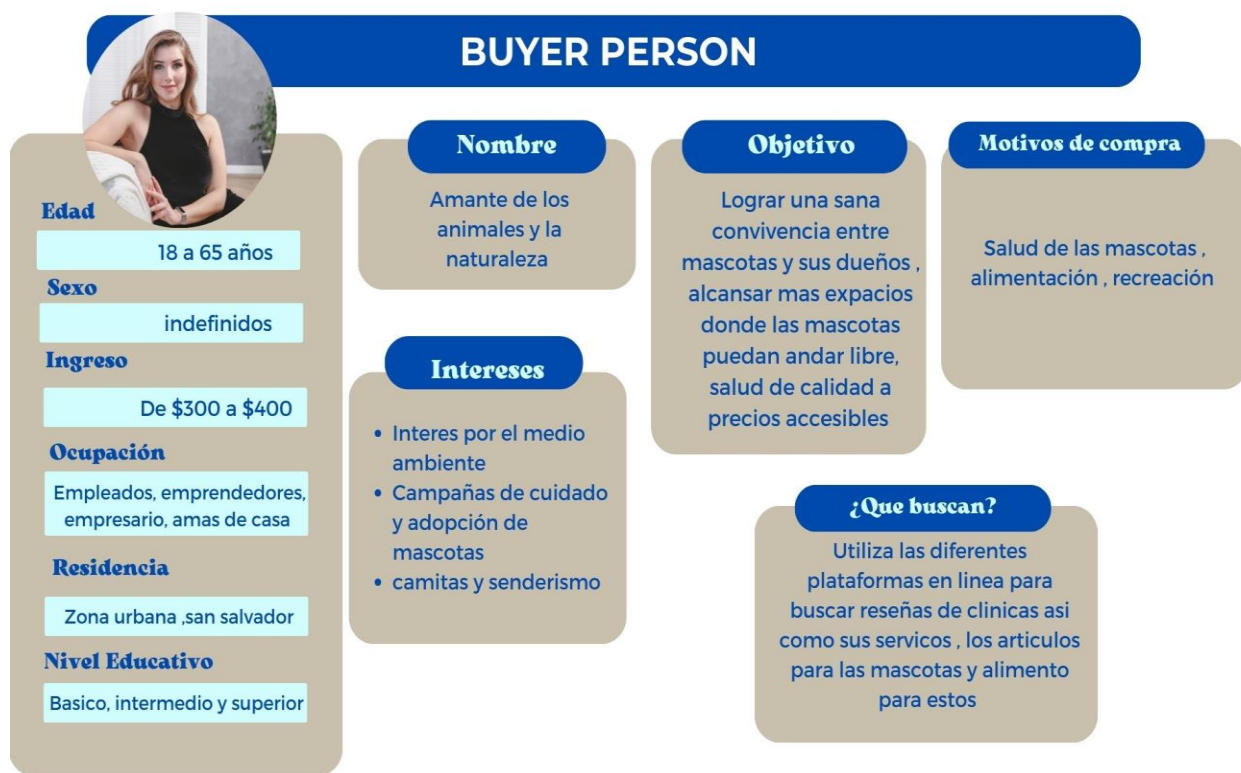 BUYER PERSON
Edad
18 a 65 años
Sexo
indefinidos
Ingreso
De $300 a $400
Ocupación
Empleados, emprendedores,
empresario, amas de casa
Residencia
Zona urbana ,san salvador
Nivel Educativo
Basico, intermedio y superior
Nombre
Amante de los
animales y la
naturaleza
Intereses
• Interes por el medio
ambiente
• Campañas de cuidado
y adopción de
mascotas
• camitas y senderismo
Objetivo
Lograr una sana
convivencia entre
mascotas y sus dueños ,
alcansar mas expacios
donde las mascotas
puedan andar libre,
salud de calidad a
precios accesibles
Motivos de compra
Salud de las mascotas ,
alimentación , recreación
¿Que buscan?
Utiliza las diferentes
plataformas en linea para
buscar reseñas de clinicas asi
como sus servicos , los articulos
para las mascotas y alimento
para estos